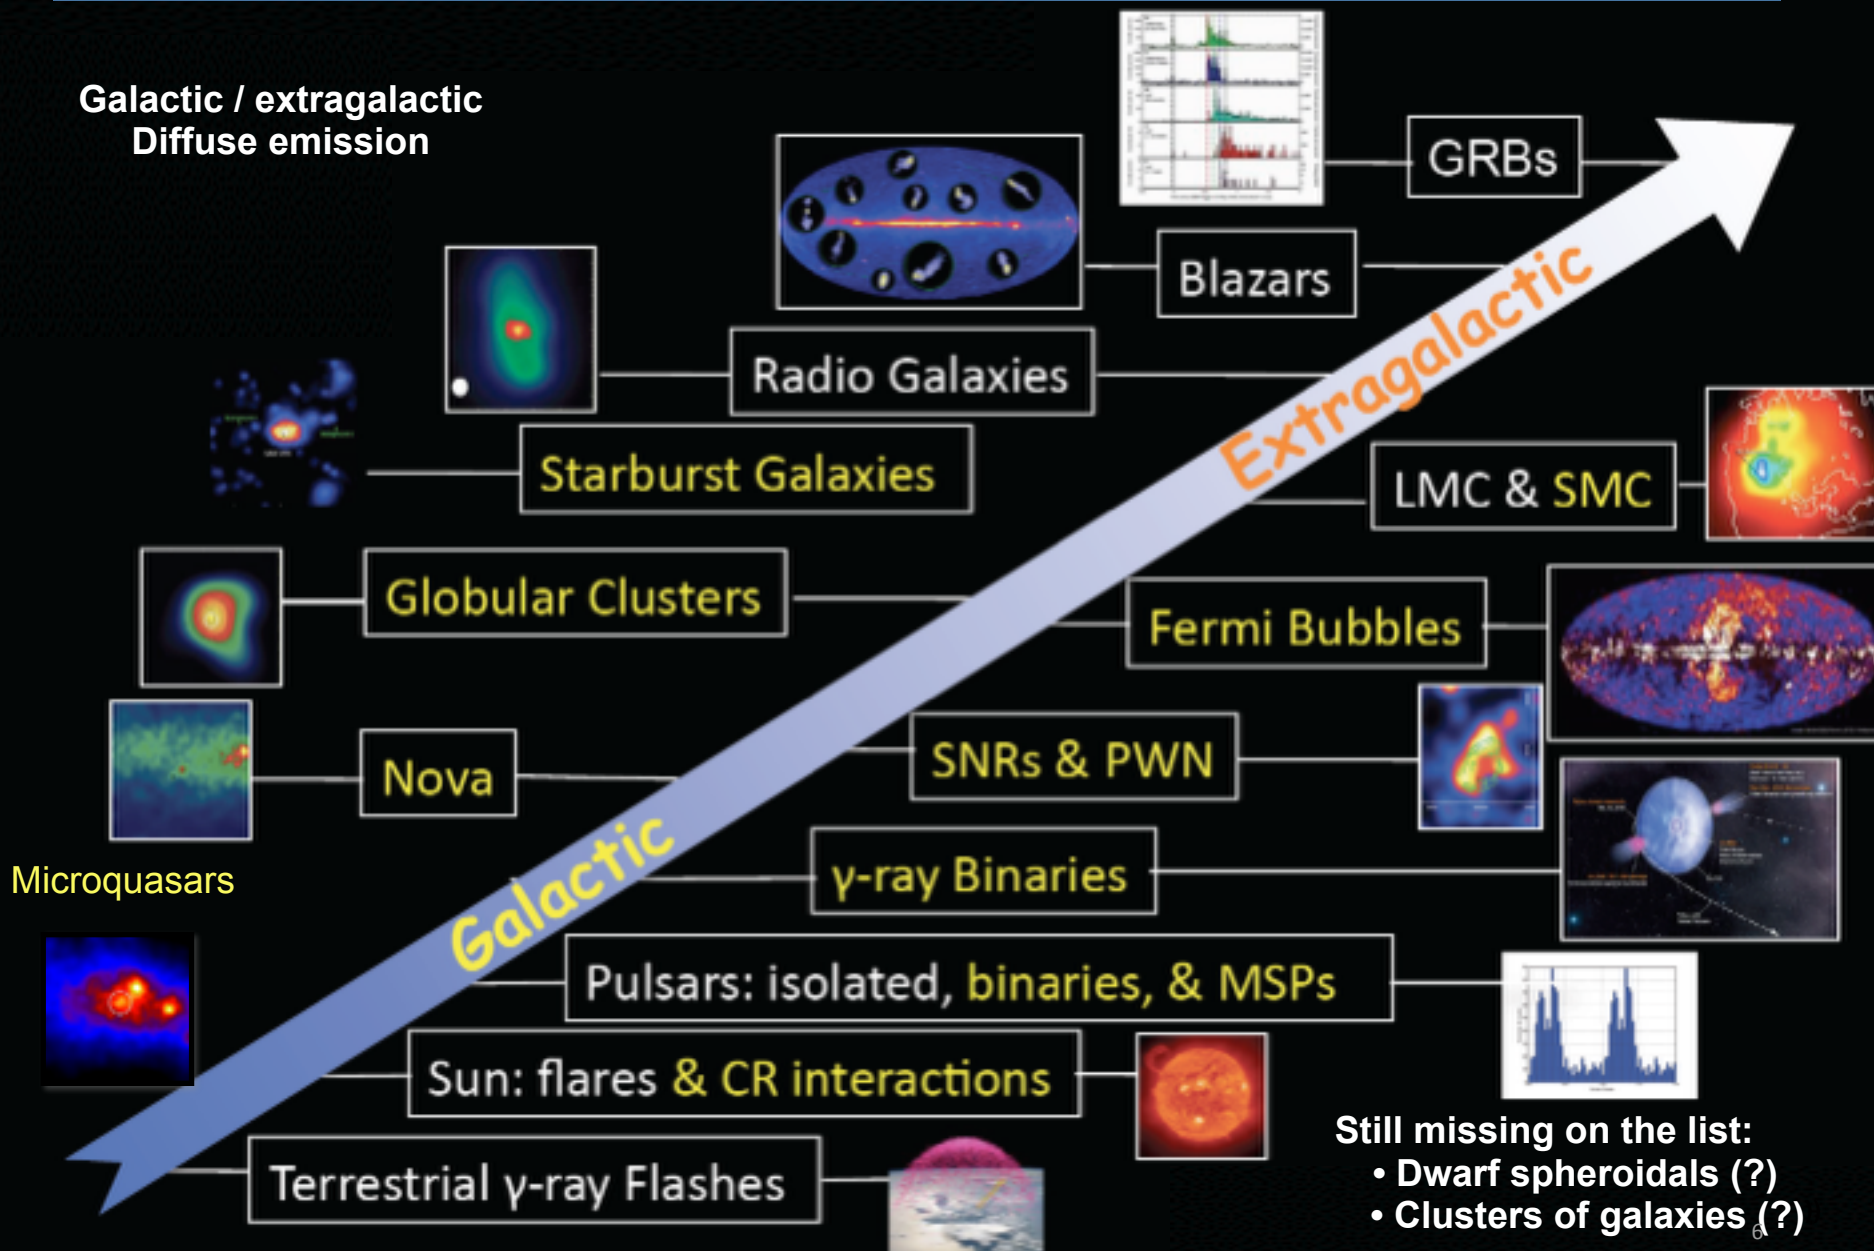 Galactic / extragalactic
Diffuse emission
GRBs
Blazars
Extragalactic
Radio Galaxies
Starburst Galaxies
LMC & SMC
Globular Clusters
Fermi Bubbles
Nova
SNRs & PWN
Galactic
γ-ray Binaries
Microquasars
Pulsars: isolated, binaries, & MSPs
Sun: flares & CR interactions
Terrestrial γ-ray Flashes
Still missing on the list:
• Dwarf spheroidals (?)
• Clusters of galaxies (?)
6